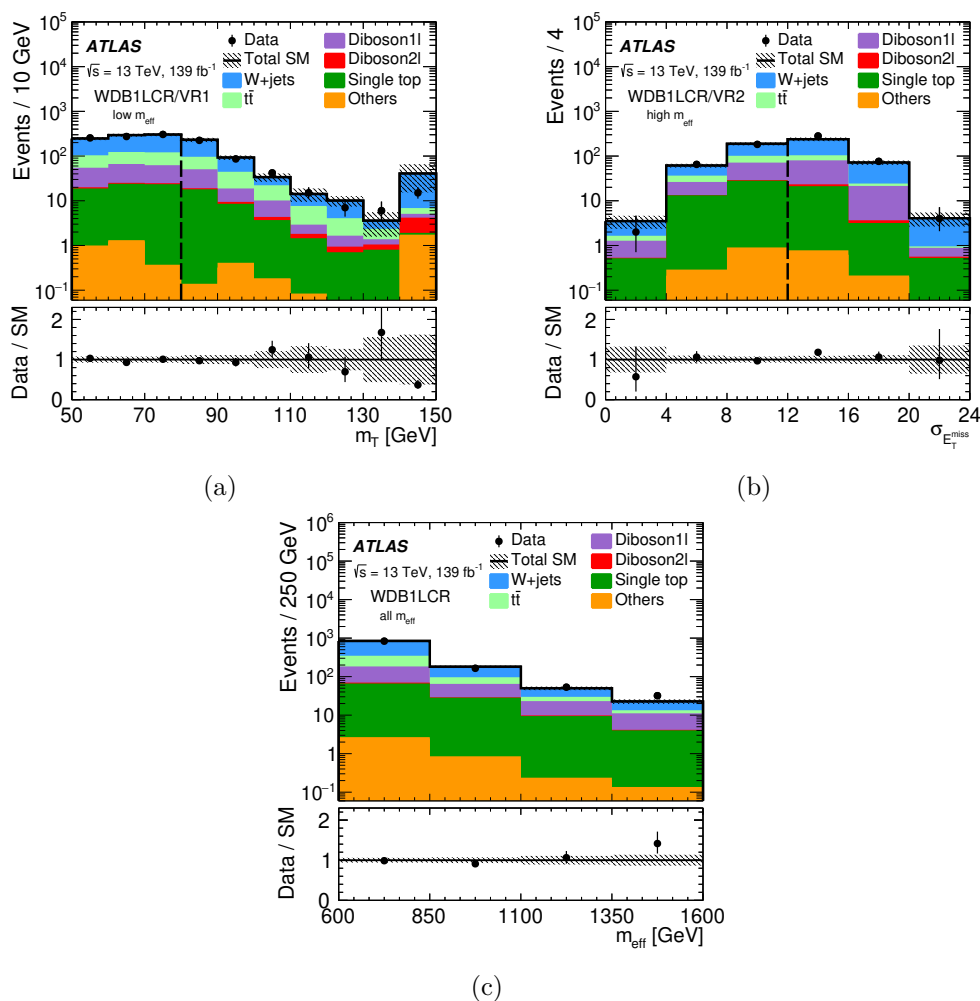 Events / 10 GeV
10⁵
10⁴
10³
10²
10
1
10⁻¹
ATLAS
√s = 13 TeV, 139 fb⁻¹
WDB1LCR/VR1
low m_eff
Data
Total SM
W+jets
tt̄
Diboson1l
Diboson2l
Single top
Others
Data / SM
2
1
0
50 70 90 110 130 150
m_T [GeV]
(a)
Events / 4
10⁵
10⁴
10³
10²
10
1
10⁻¹
ATLAS
√s = 13 TeV, 139 fb⁻¹
WDB1LCR/VR2
high m_eff
Data
Total SM
W+jets
tt̄
Diboson1l
Diboson2l
Single top
Others
Data / SM
2
1
0
0 4 8 12 16 20 24
σ_E_T^miss
(b)
Events / 250 GeV
10⁶
10⁵
10⁴
10³
10²
10
1
10⁻¹
ATLAS
√s = 13 TeV, 139 fb⁻¹
WDB1LCR
all m_eff
Data
Total SM
W+jets
tt̄
Diboson1l
Diboson2l
Single top
Others
Data / SM
2
1
0
600 850 1100 1350 1600
m_eff [GeV]
(c)